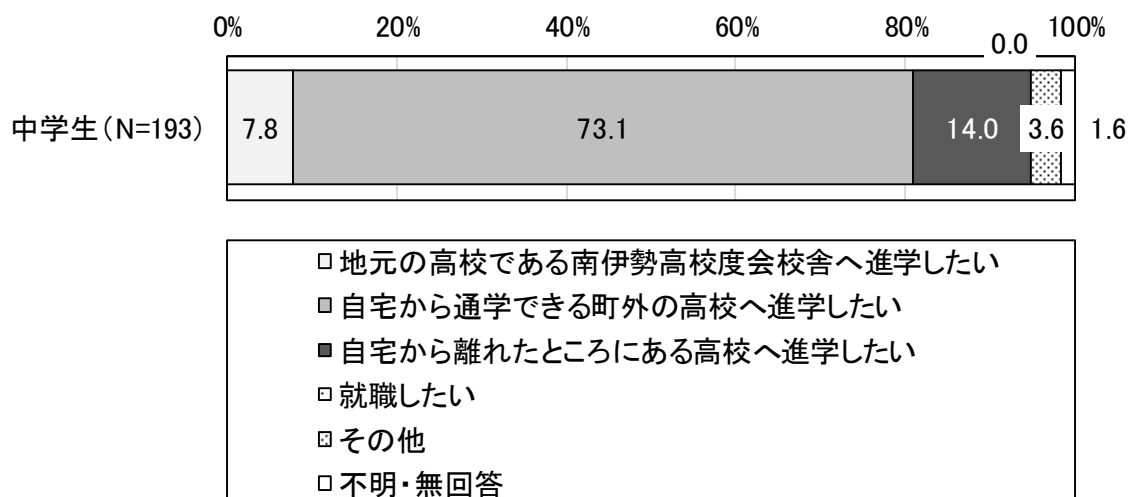 0% 20% 40% 60% 80% 100%
0.0
中学生(N=193) 7.8 73.1 14.0 3.6 1.6
地元の高校である南伊勢高校度会校舎へ進学したい
自宅から通学できる町外の高校へ進学したい
自宅から離れたところにある高校へ進学したい
就職したい
その他
不明・無回答